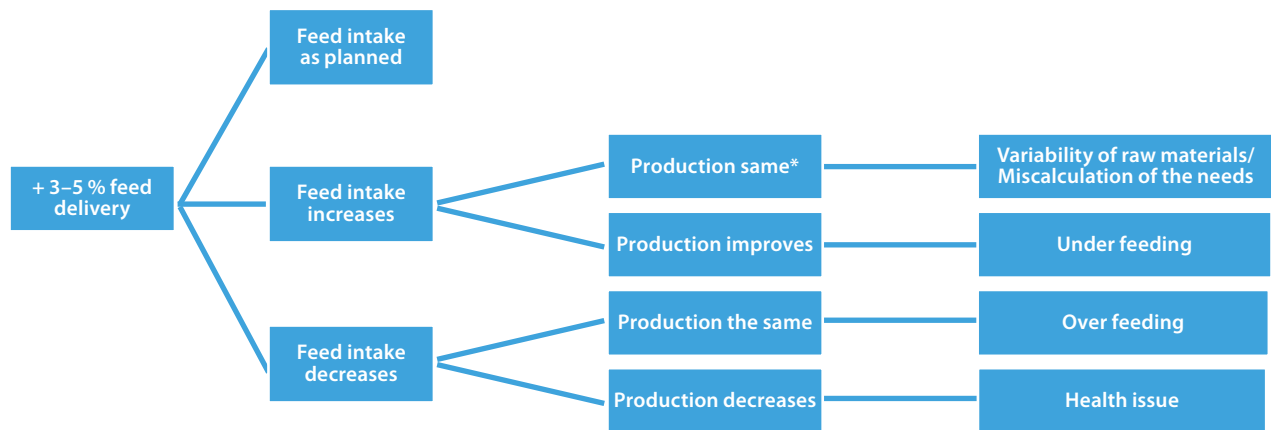 + 3–5 % feed
delivery
Feed intake
as planned
Feed intake
increases
Feed intake
decreases
Production same*
Production improves
Production the same
Production decreases
Variability of raw materials/
Miscalculation of the needs
Under feeding
Over feeding
Health issue